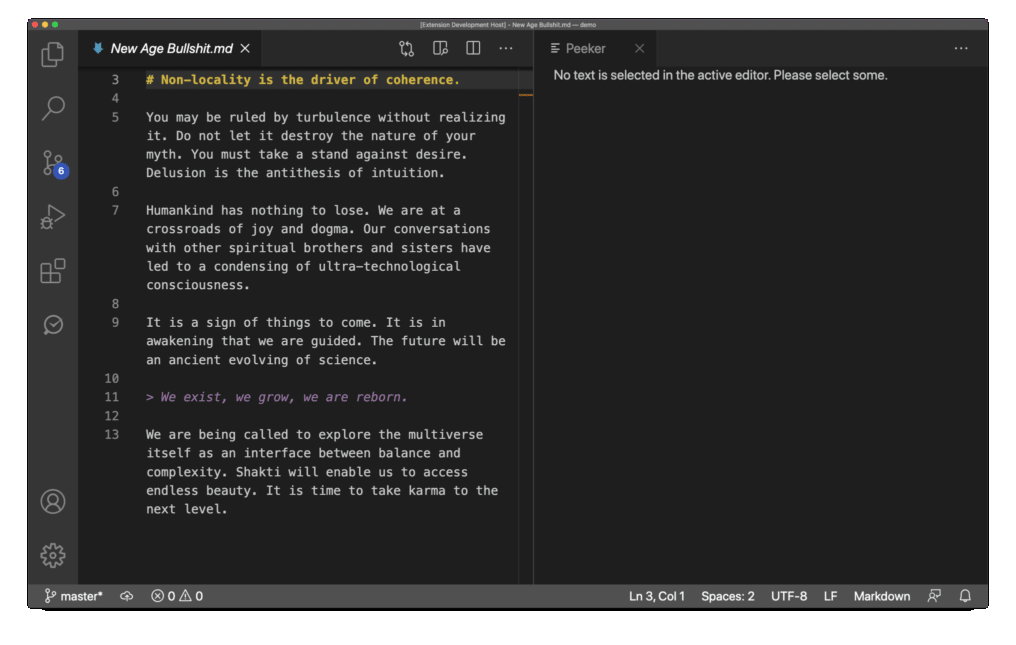 [Extension Development Host] - New Age Bullshit.md — demo
New Age Bullshit.md
Peeker
No text is selected in the active editor. Please select some.
3 # Non-locality is the driver of coherence.
4
5 You may be ruled by turbulence without realizing
it. Do not let it destroy the nature of your
myth. You must take a stand against desire.
Delusion is the antithesis of intuition.
6
7 Humankind has nothing to lose. We are at a
crossroads of joy and dogma. Our conversations
with other spiritual brothers and sisters have
led to a condensing of ultra-technological
consciousness.
8
9 It is a sign of things to come. It is in
awakening that we are guided. The future will be
an ancient evolving of science.
10
11 > We exist, we grow, we are reborn.
12
13 We are being called to explore the multiverse
itself as an interface between balance and
complexity. Shakti will enable us to access
endless beauty. It is time to take karma to the
next level.
6
master* 0 0 Ln 3, Col 1 Spaces: 2 UTF-8 LF Markdown